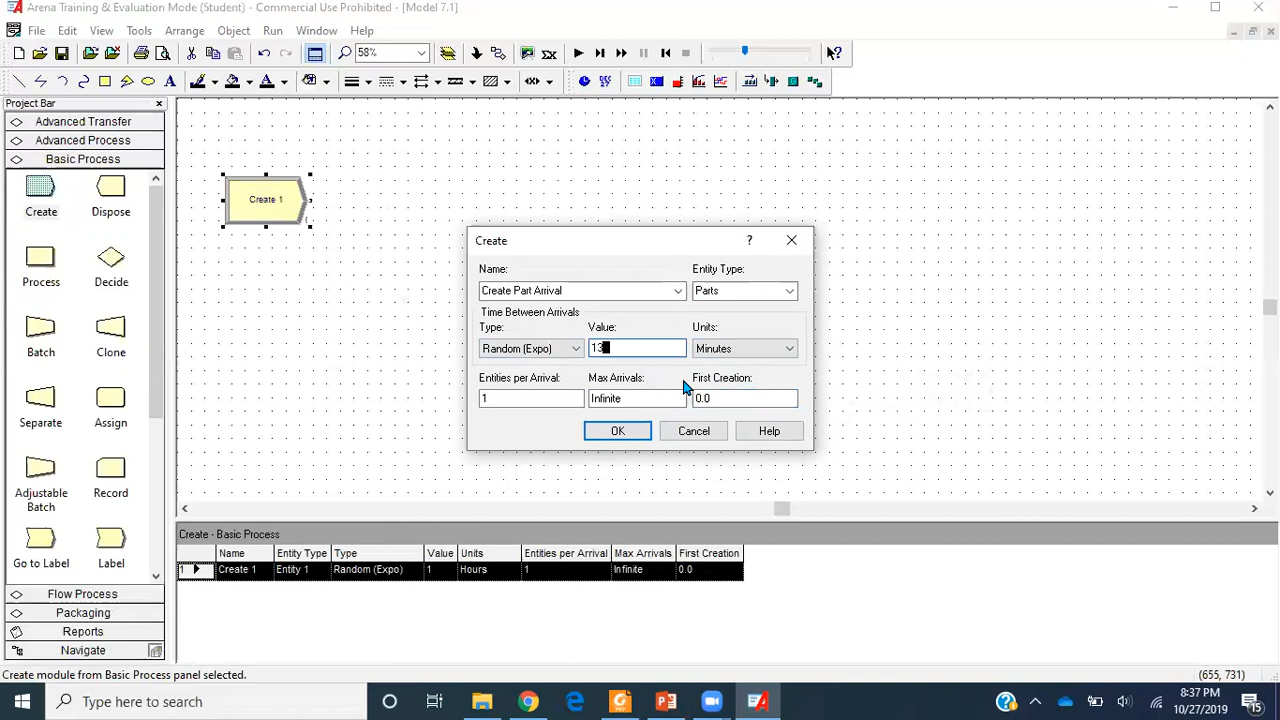 Arena Training & Evaluation Mode (Student) - Commercial Use Prohibited - [Model 7.1]
File Edit View Tools Arrange Object Run Window Help
58%
Project Bar
Advanced Transfer
Advanced Process
Basic Process
Create Dispose
Process Decide
Batch Clone
Separate Assign
Adjustable Batch Record
Go to Label Label
Flow Process
Packaging
Reports
Navigate
Create 1
Create
Name: Entity Type:
Create Part Arrival Parts
Time Between Arrivals
Type: Value: Units:
Random (Expo) 13 Minutes
Entities per Arrival: Max Arrivals: First Creation:
1 Infinite 0.0
OK Cancel Help
Create - Basic Process
Name Entity Type Type Value Units Entities per Arrival Max Arrivals First Creation
1 Create 1 Entity 1 Random (Expo) 1 Hours 1 Infinite 0.0
Create module from Basic Process panel selected. (655, 731)
Type here to search
8:37 PM
10/27/2019
15